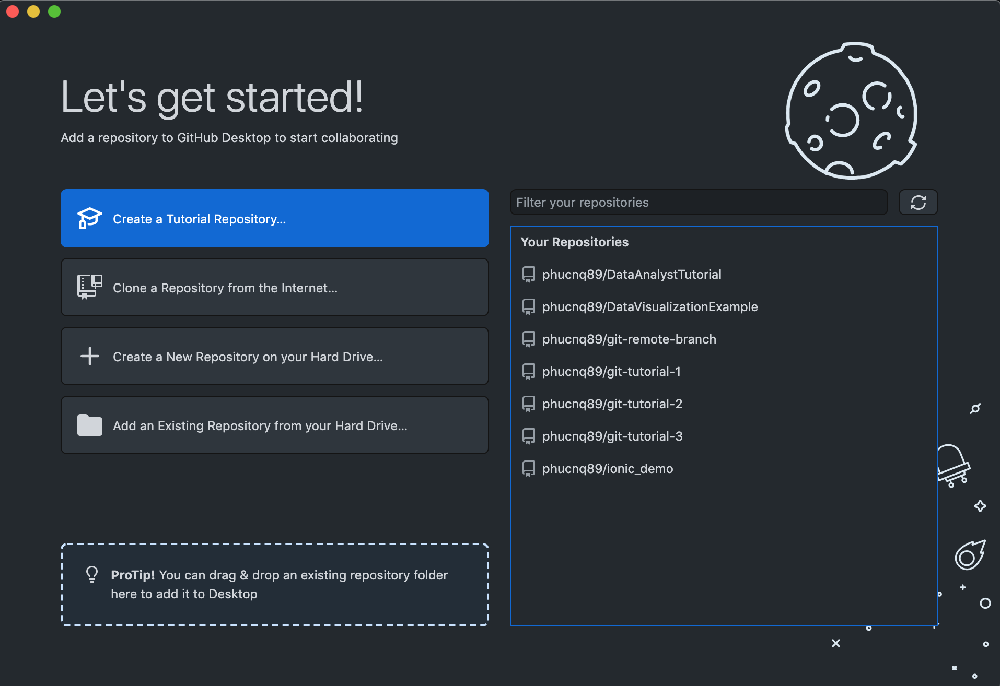 Let's get started!
Add a repository to GitHub Desktop to start collaborating
Create a Tutorial Repository...
Clone a Repository from the Internet...
Create a New Repository on your Hard Drive...
Add an Existing Repository from your Hard Drive...
ProTip! You can drag & drop an existing repository folder
here to add it to Desktop
Filter your repositories
Your Repositories
phucnq89/DataAnalystTutorial
phucnq89/DataVisualizationExample
phucnq89/git-remote-branch
phucnq89/git-tutorial-1
phucnq89/git-tutorial-2
phucnq89/git-tutorial-3
phucnq89/ionic_demo